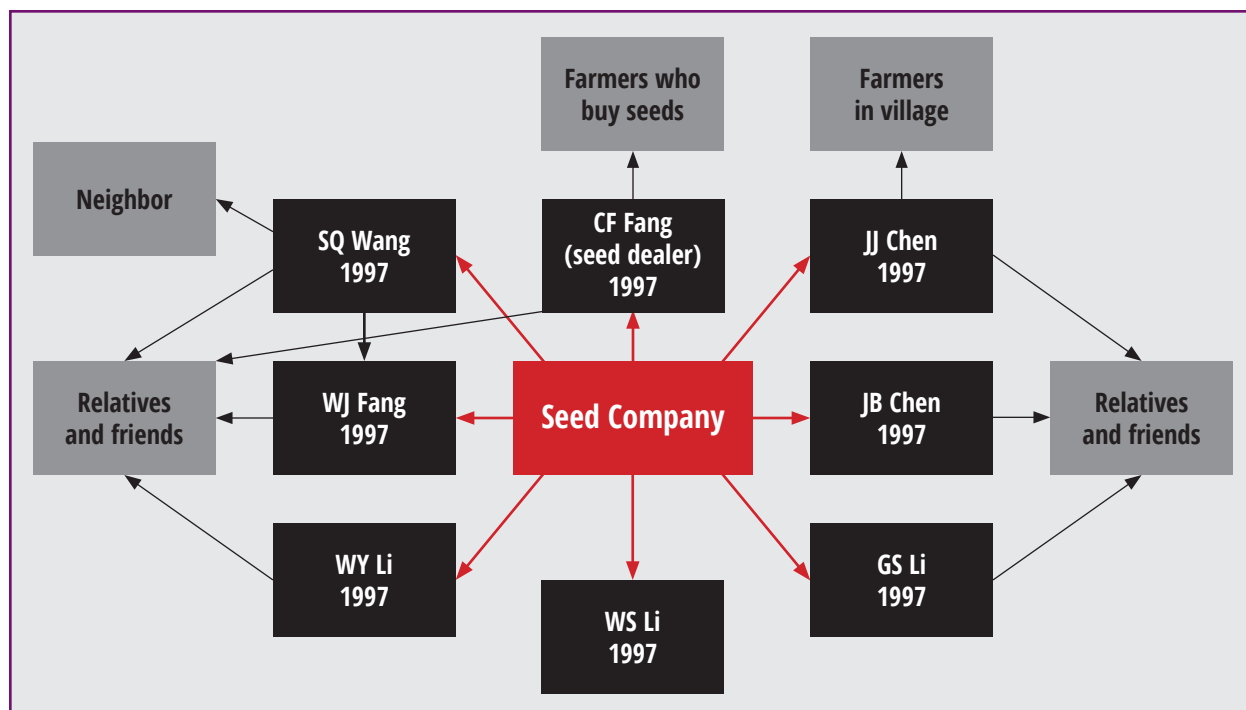 Farmers who
buy seeds
Farmers
in village
Neighbor
SQ Wang
1997
CF Fang
(seed dealer)
1997
JJ Chen
1997
Relatives
and friends
WJ Fang
1997
Seed Company
JB Chen
1997
Relatives
and friends
WY Li
1997
WS Li
1997
GS Li
1997